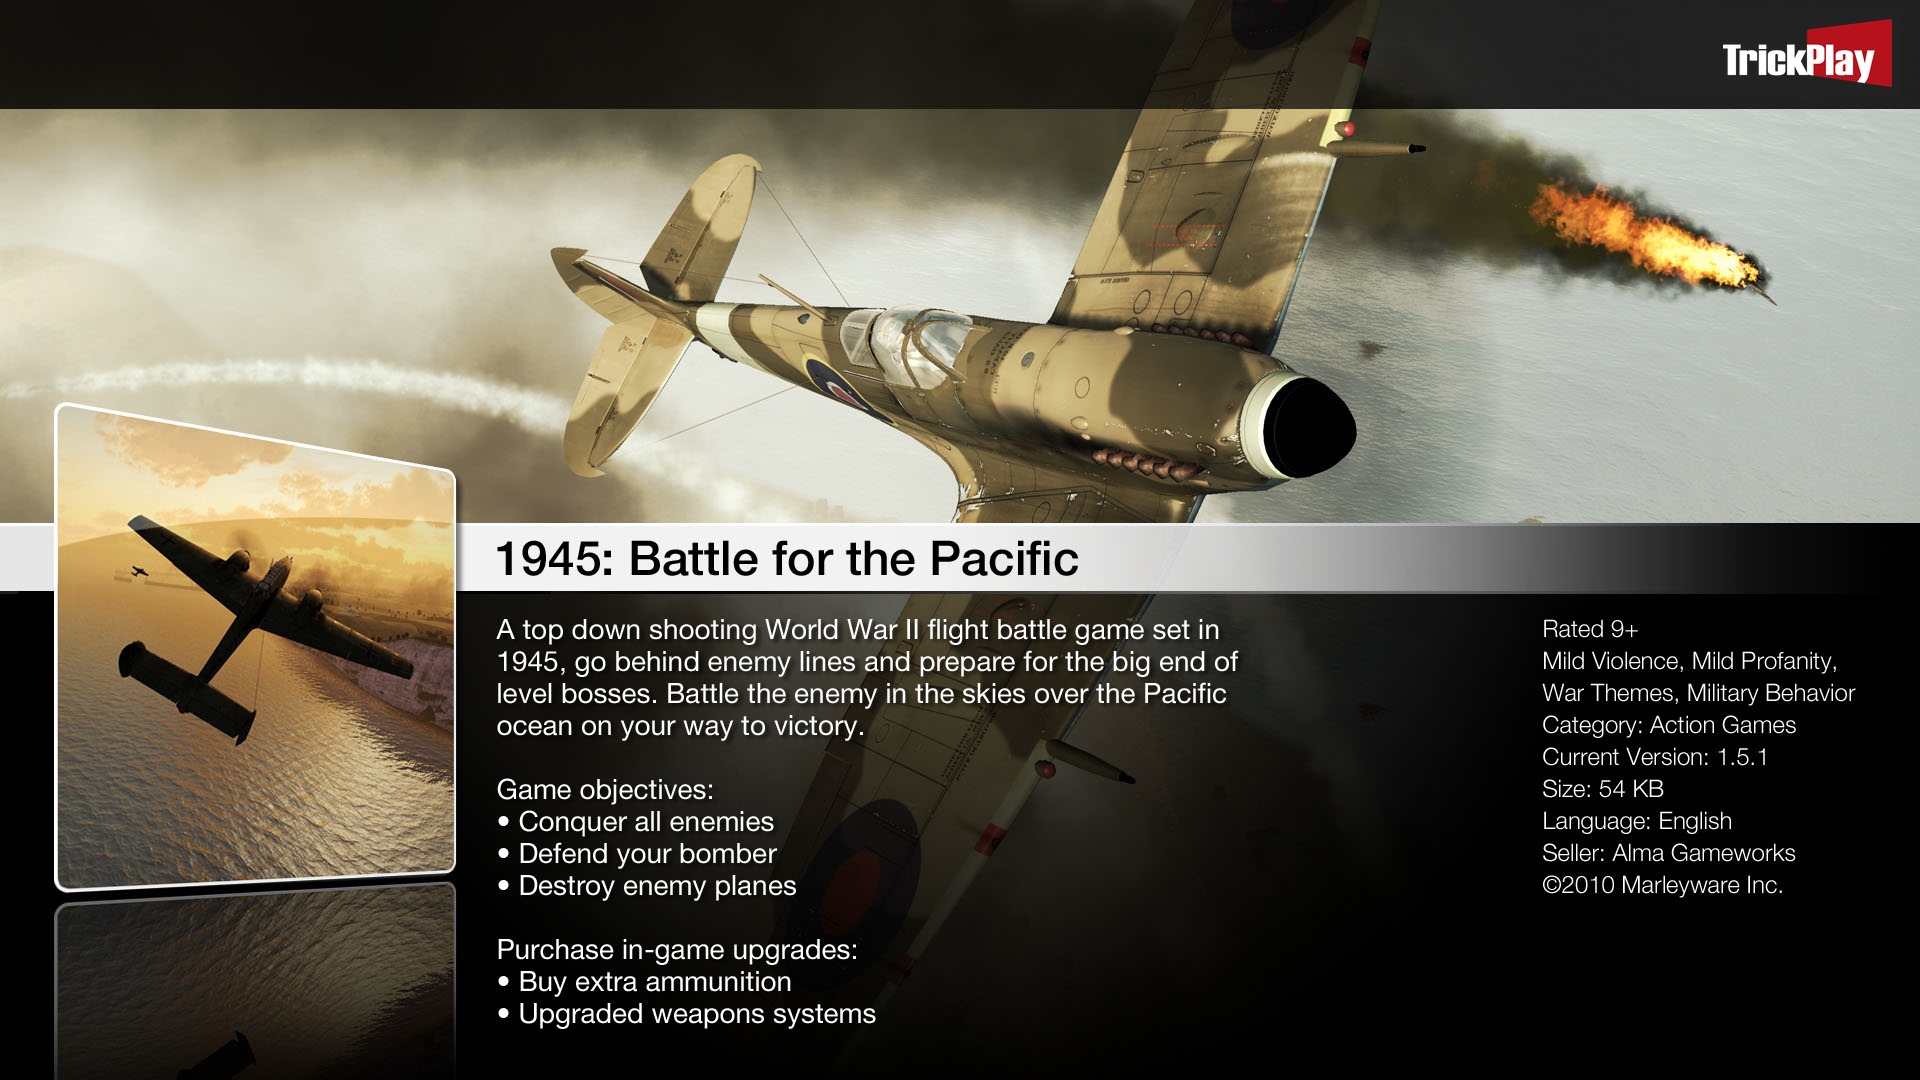 TrickPlay
1945: Battle for the Pacific
A top down shooting World War II flight battle game set in
1945, go behind enemy lines and prepare for the big end of
level bosses. Battle the enemy in the skies over the Pacific
ocean on your way to victory.
Game objectives:
• Conquer all enemies
• Defend your bomber
• Destroy enemy planes
Purchase in-game upgrades:
• Buy extra ammunition
• Upgraded weapons systems
Rated 9+
Mild Violence, Mild Profanity,
War Themes, Military Behavior
Category: Action Games
Current Version: 1.5.1
Size: 54 KB
Language: English
Seller: Alma Gameworks
©2010 Marleyware Inc.